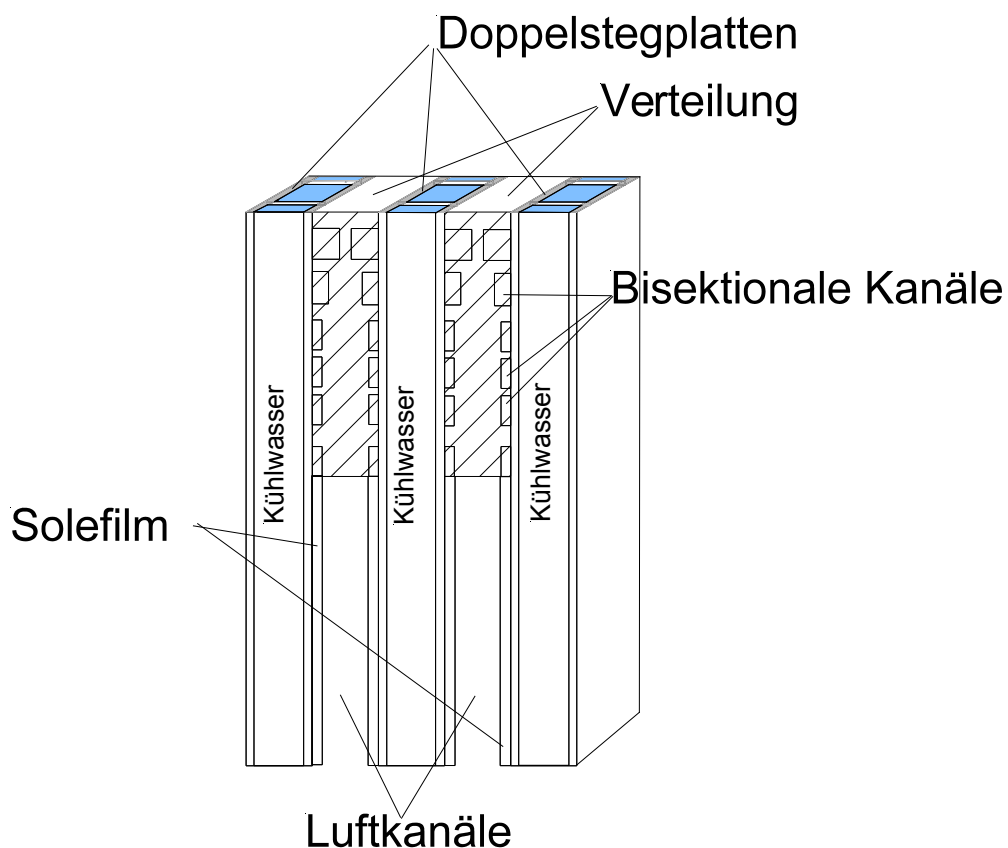 Doppelstegplatten
Verteilung
Bisektionale Kanäle
Kühlwasser
Kühlwasser
Kühlwasser
Solefilm
Luftkanäle